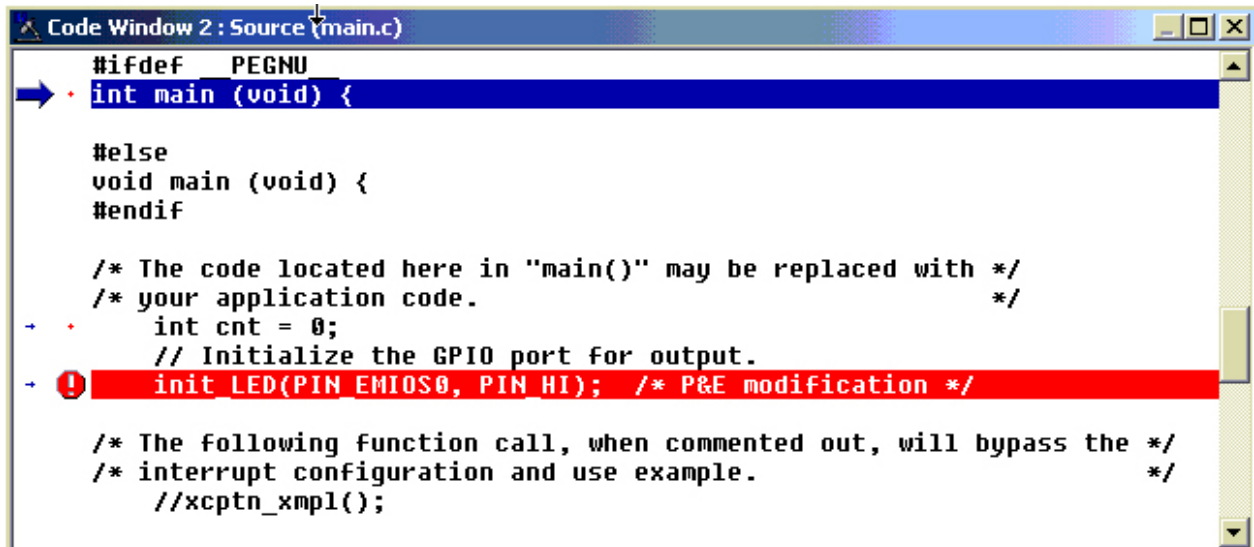 Code Window 2 : Source (main.c)
#ifdef __PEGNU__
int main (void) {
#else
void main (void) {
#endif
/* The code located here in "main()" may be replaced with */
/* your application code. */
int cnt = 0;
// Initialize the GPIO port for output.
init_LED(PIN_EMIOS0, PIN_HI); /* P&E modification */
/* The following function call, when commented out, will bypass the */
/* interrupt configuration and use example. */
//xcptn_xmpl();